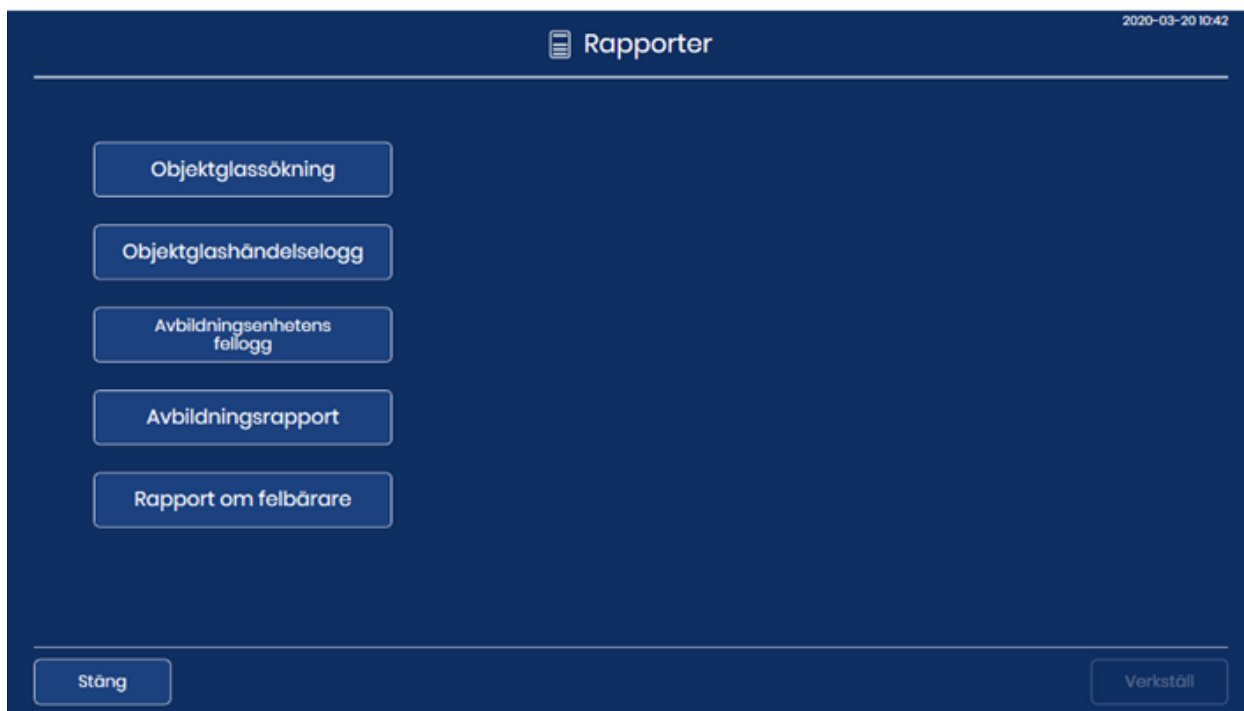 2020-03-20 10:42
Rapporter
Objektglassökning
Objektglashändelselogg
Avbildningsenhetens
fellogg
Avbildningsrapport
Rapport om felbärare
Stäng
Verkställ